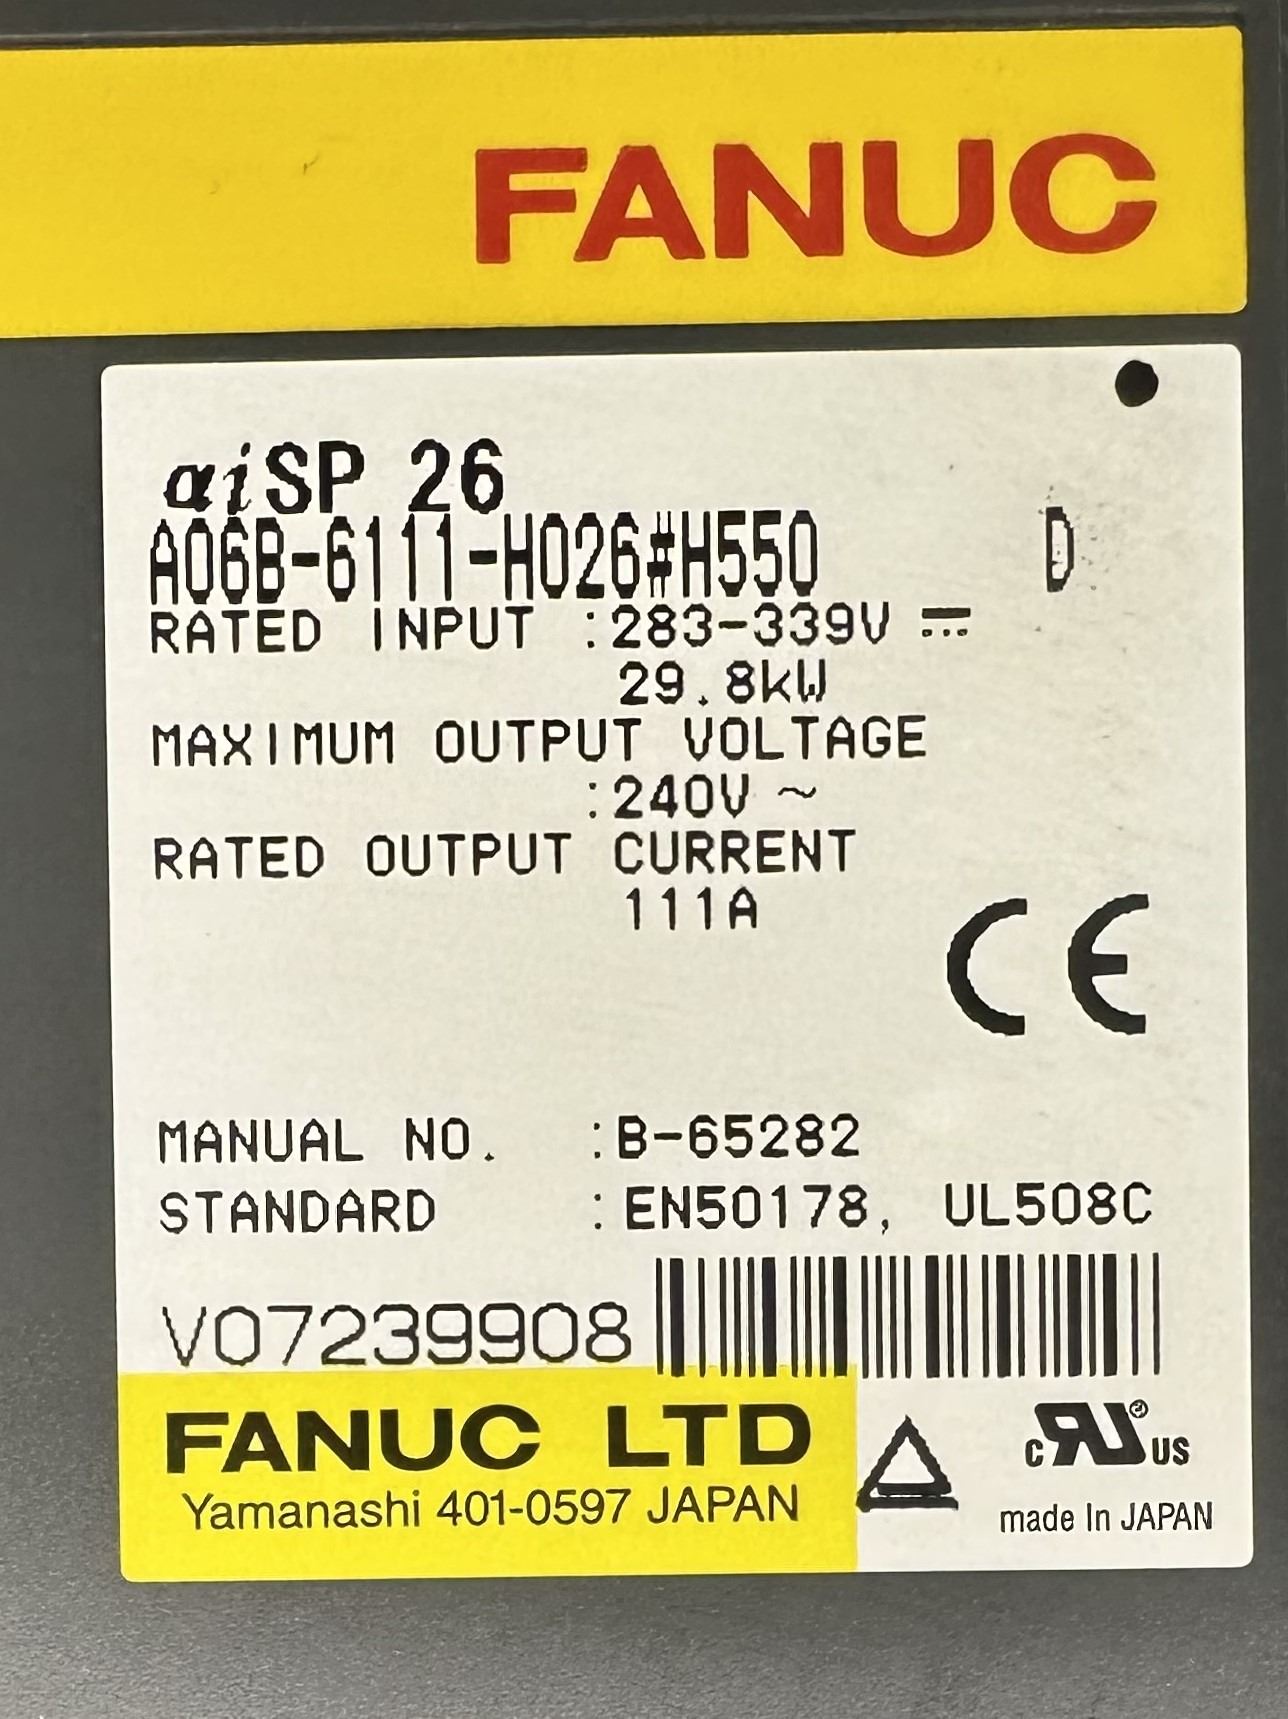 FANUC
αiSP 26
A06B-6111-H026#H550 D
RATED INPUT :283-339V ⎓
29.8kW
MAXIMUM OUTPUT VOLTAGE
:240V ~
RATED OUTPUT CURRENT
111A
CE
MANUAL NO. :B-65282
STANDARD :EN50178, UL508C
V07239908
FANUC LTD
Yamanashi 401-0597 JAPAN
c RU ® US
made In JAPAN